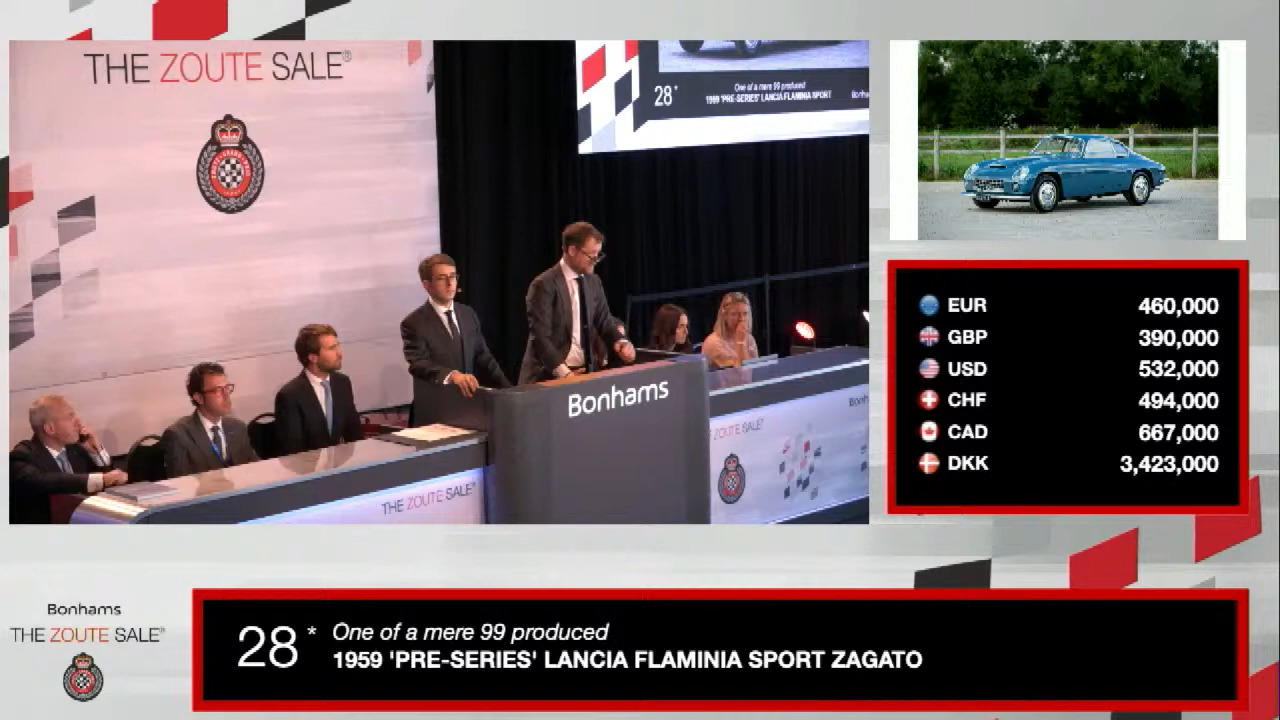 THE ZOUTE SALE®
28*
One of a mere 99 produced
1959 'PRE-SERIES' LANCIA FLAMINIA SPORT
Bonhams
THE ZOUTE SALE®
ZOUTE SALE®
EUR 460,000
GBP 390,000
USD 532,000
CHF 494,000
CAD 667,000
DKK 3,423,000
Bonhams
THE ZOUTE SALE®
28*
One of a mere 99 produced
1959 'PRE-SERIES' LANCIA FLAMINIA SPORT ZAGATO